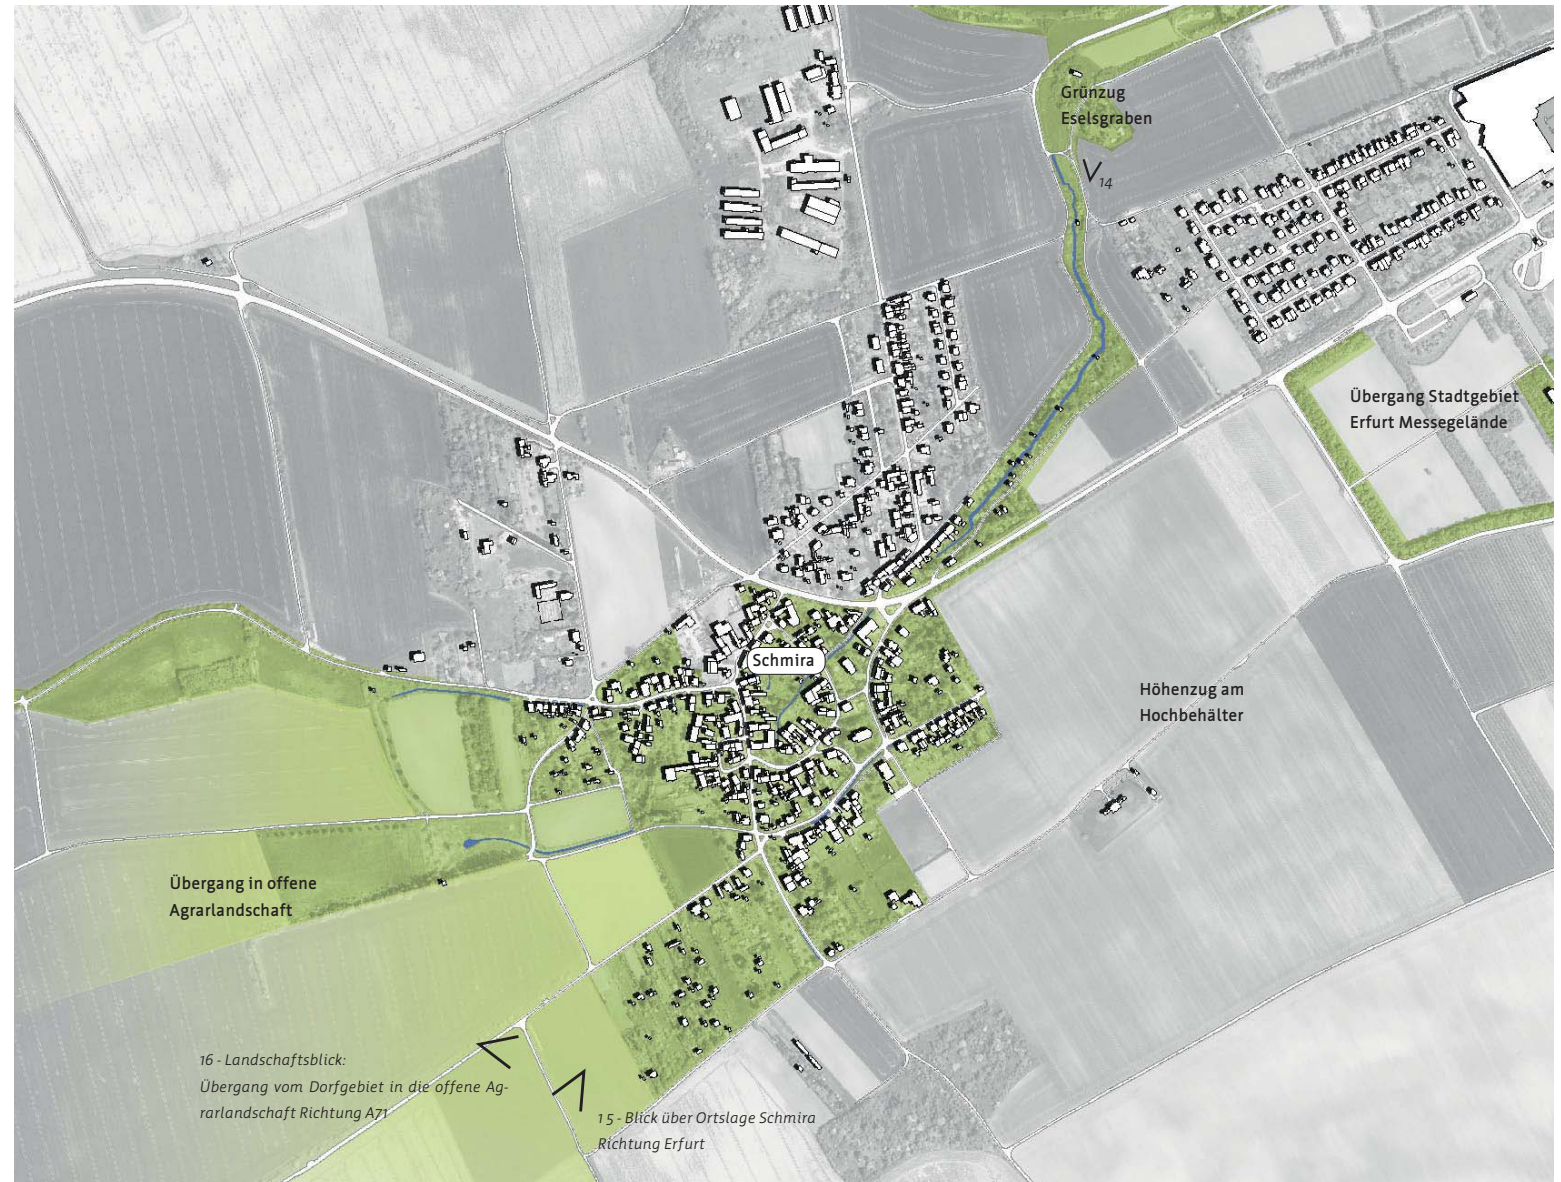 Grünzug
Eselsgraben
14
Übergang Stadtgebiet
Erfurt Messegelände
Schmira
Höhenzug am
Hochbehälter
Übergang in offene
Agrarlandschaft
16 - Landschaftsblick:
Übergang vom Dorfgebiet in die offene Ag-
rarlandschaft Richtung A71
15 - Blick über Ortslage Schmira
Richtung Erfurt